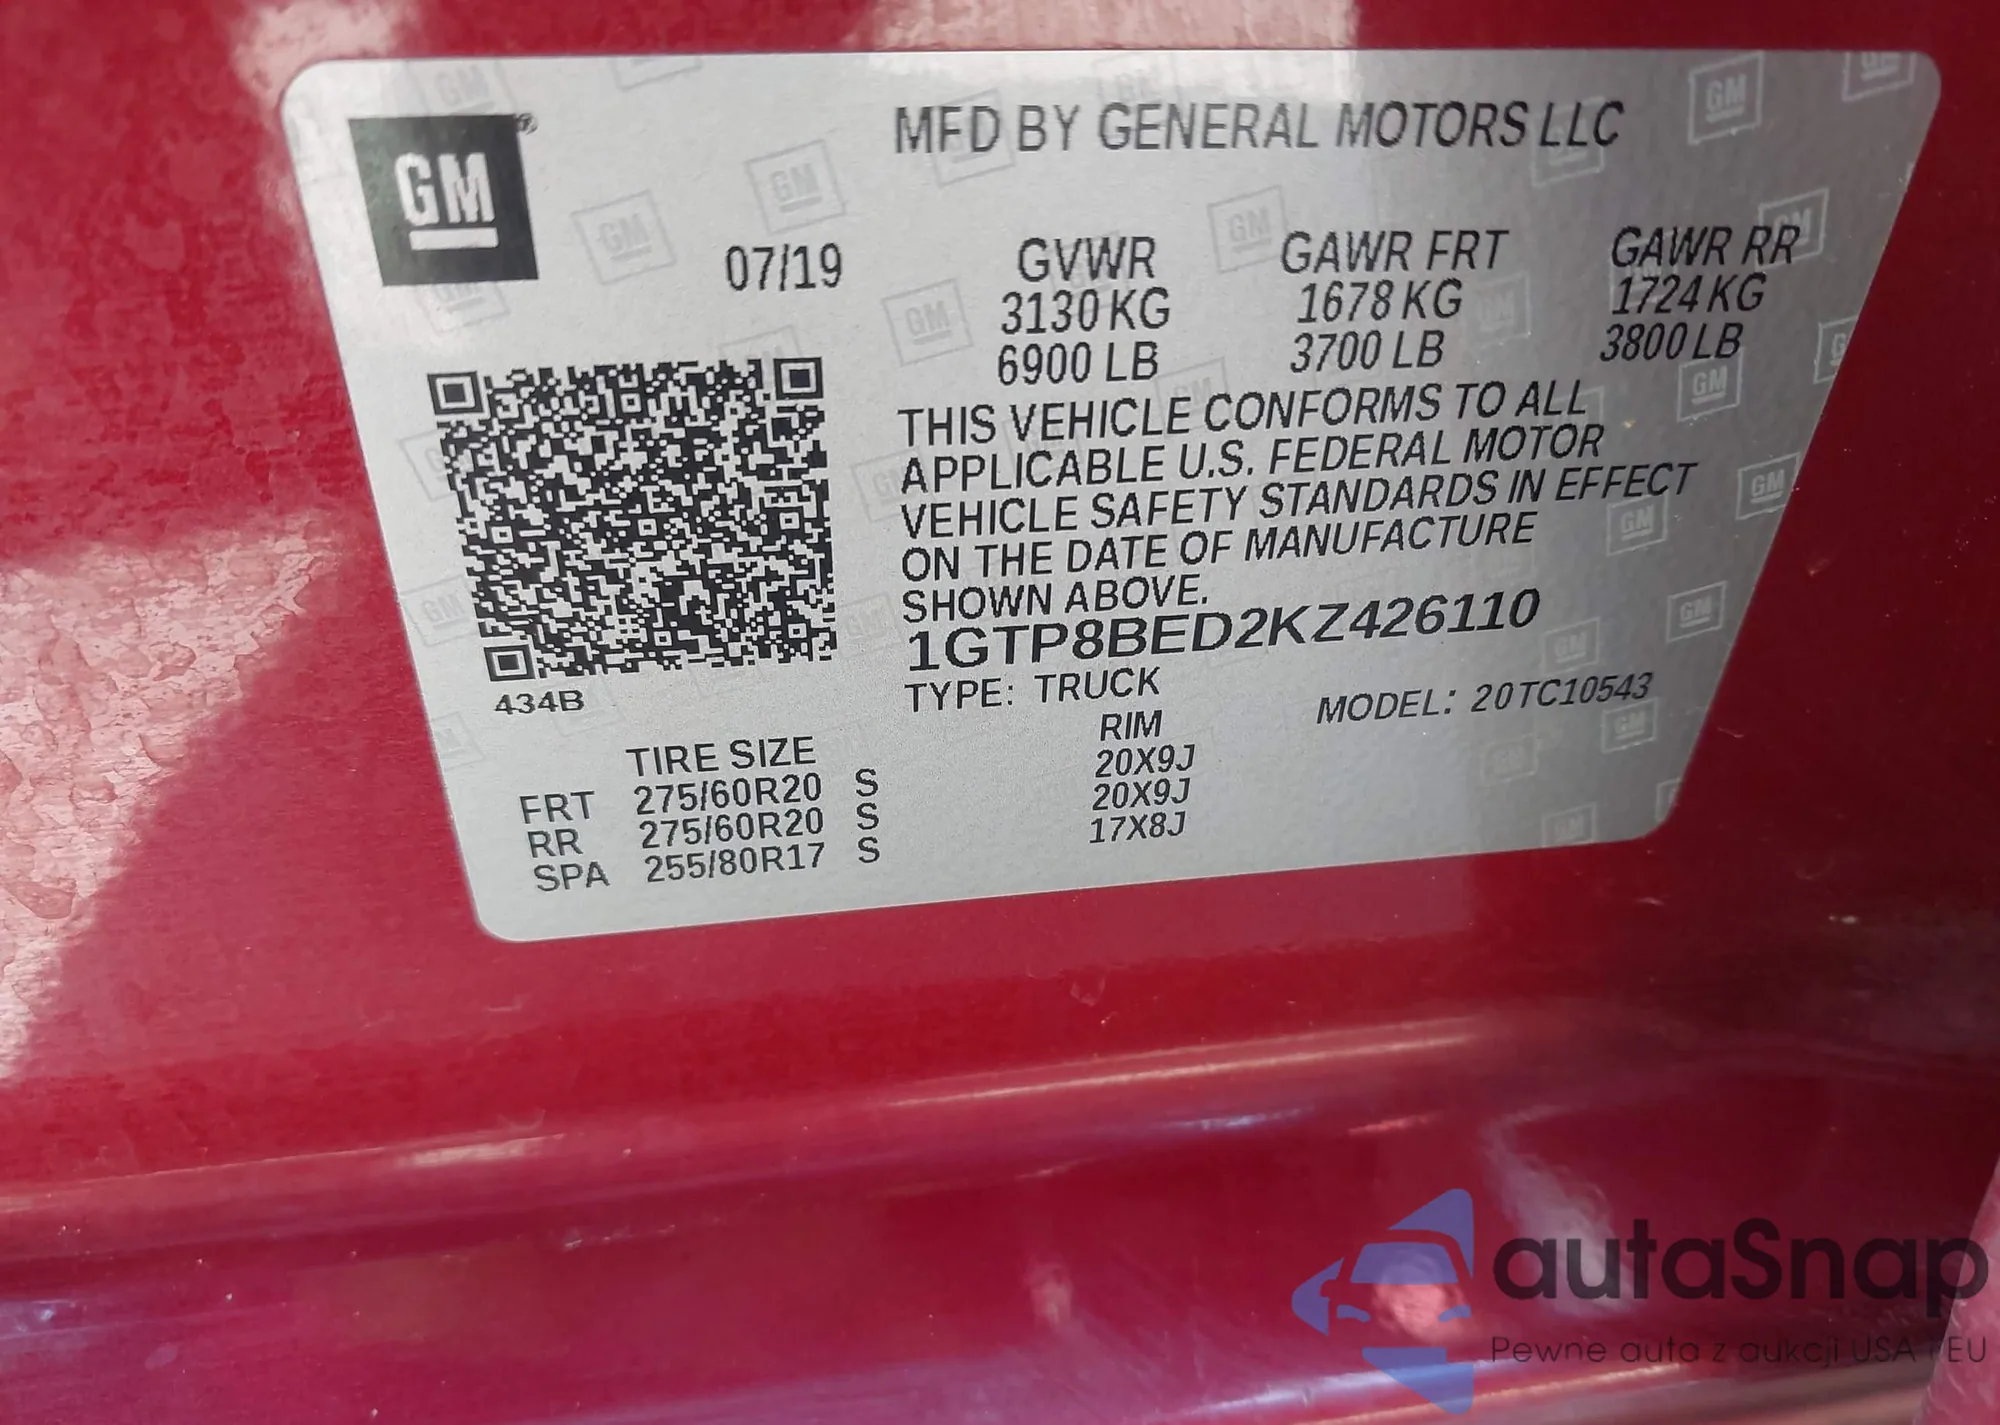 GM
MFD BY GENERAL MOTORS LLC
07/19
GVWR GAWR FRT GAWR RR
3130 KG 1678 KG 1724 KG
6900 LB 3700 LB 3800 LB
THIS VEHICLE CONFORMS TO ALL
APPLICABLE U.S. FEDERAL MOTOR
VEHICLE SAFETY STANDARDS IN EFFECT
ON THE DATE OF MANUFACTURE
SHOWN ABOVE.
1GTP8BED2KZ426110
434B
TYPE: TRUCK MODEL: 20TC10543
TIRE SIZE RIM
FRT 275/60R20 S 20X9J
RR 275/60R20 S 20X9J
SPA 255/80R17 S 17X8J
autaSnap
Pewne auta z aukcji USA i EU